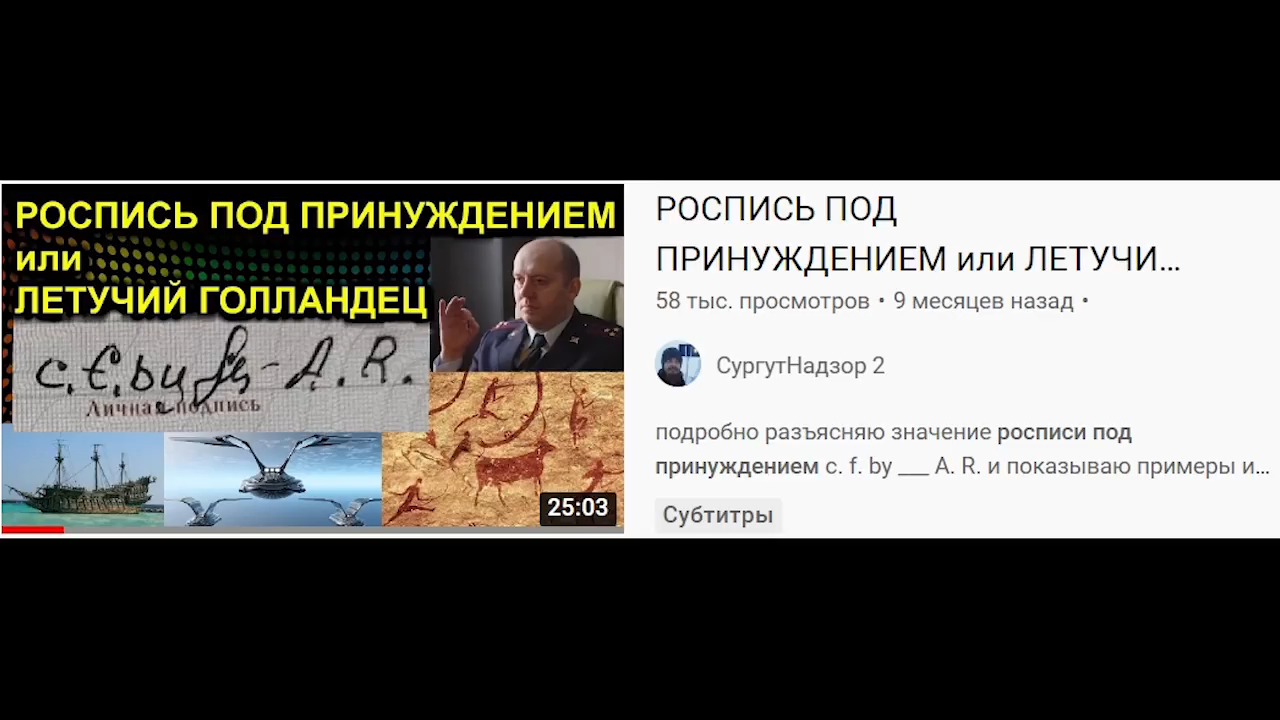 РОСПИСЬ ПОД ПРИНУЖДЕНИЕМ
или
ЛЕТУЧИЙ ГОЛЛАНДЕЦ
Личная подпись
25:03
РОСПИСЬ ПОД
ПРИНУЖДЕНИЕМ или ЛЕТУЧИ...
58 тыс. просмотров • 9 месяцев назад •
СургутНадзор 2
подробно разъясняю значение росписи под
принуждением c. f. by ___ A. R. и показываю примеры и...
Субтитры